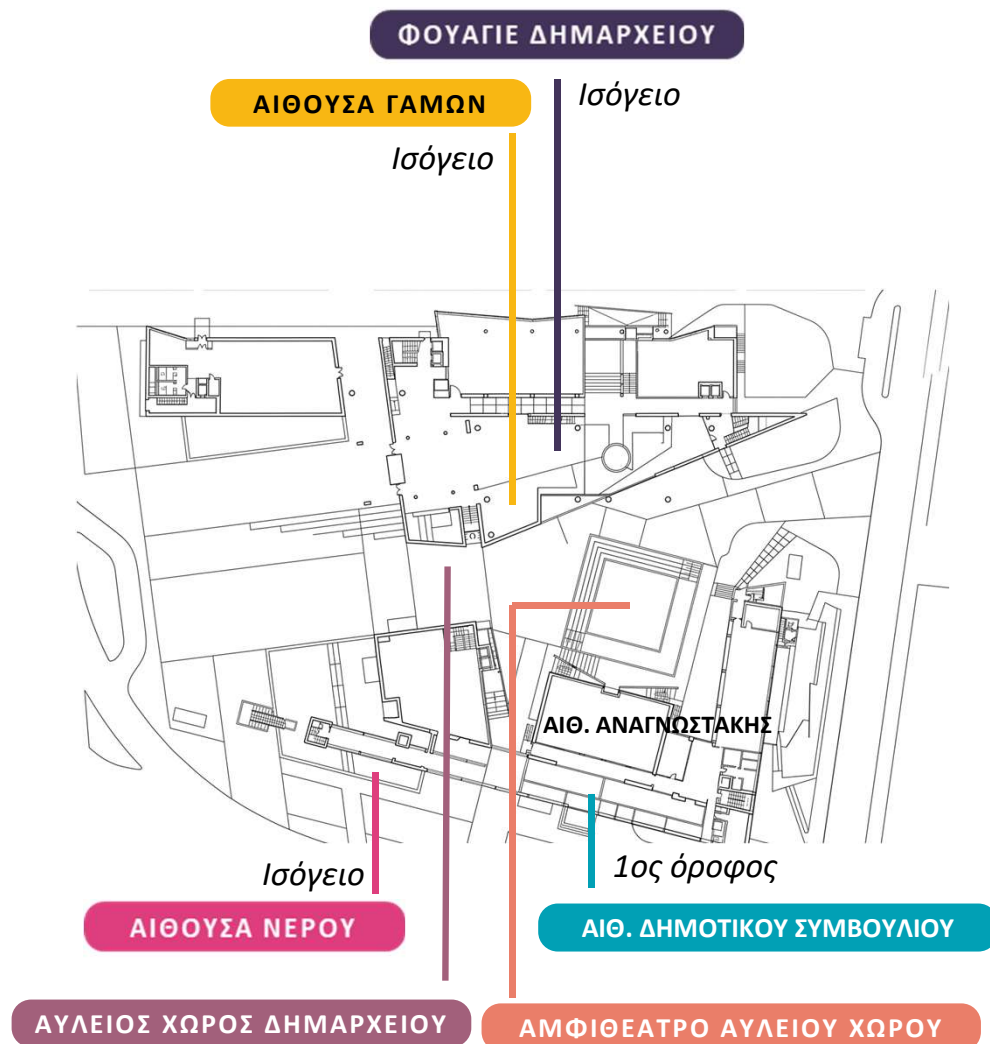 ΦΟΥΑΓΙΕ ΔΗΜΑΡΧΕΙΟΥ
ΑΙΘΟΥΣΑ ΓΑΜΩΝ
Ισόγειο
Ισόγειο
ΑΙΘ. ΑΝΑΓΝΩΣΤΑΚΗΣ
Ισόγειο
1ος όροφος
ΑΙΘΟΥΣΑ ΝΕΡΟΥ
ΑΙΘ. ΔΗΜΟΤΙΚΟΥ ΣΥΜΒΟΥΛΙΟΥ
ΑΥΛΕΙΟΣ ΧΩΡΟΣ ΔΗΜΑΡΧΕΙΟΥ
ΑΜΦΙΘΕΑΤΡΟ ΑΥΛΕΙΟΥ ΧΩΡΟΥ